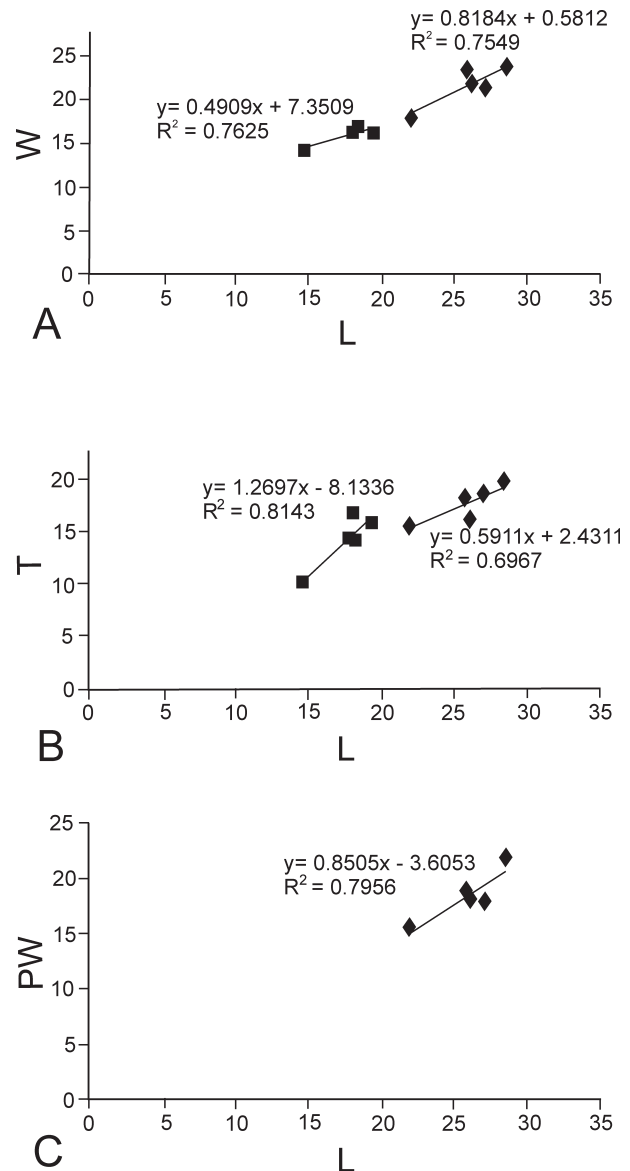 y= 0.8184x + 0.5812
R² = 0.7549
y= 0.4909x + 7.3509
R² = 0.7625
W
25
20
15
10
5
0
0 5 10 15 20 25 30 35
A
L
y= 1.2697x - 8.1336
R² = 0.8143
y= 0.5911x + 2.4311
R² = 0.6967
T
20
15
10
5
0
0 5 10 15 20 25 30 35
B
L
y= 0.8505x - 3.6053
R² = 0.7956
PW
25
20
15
10
5
0
0 5 10 15 20 25 30 35
C
L